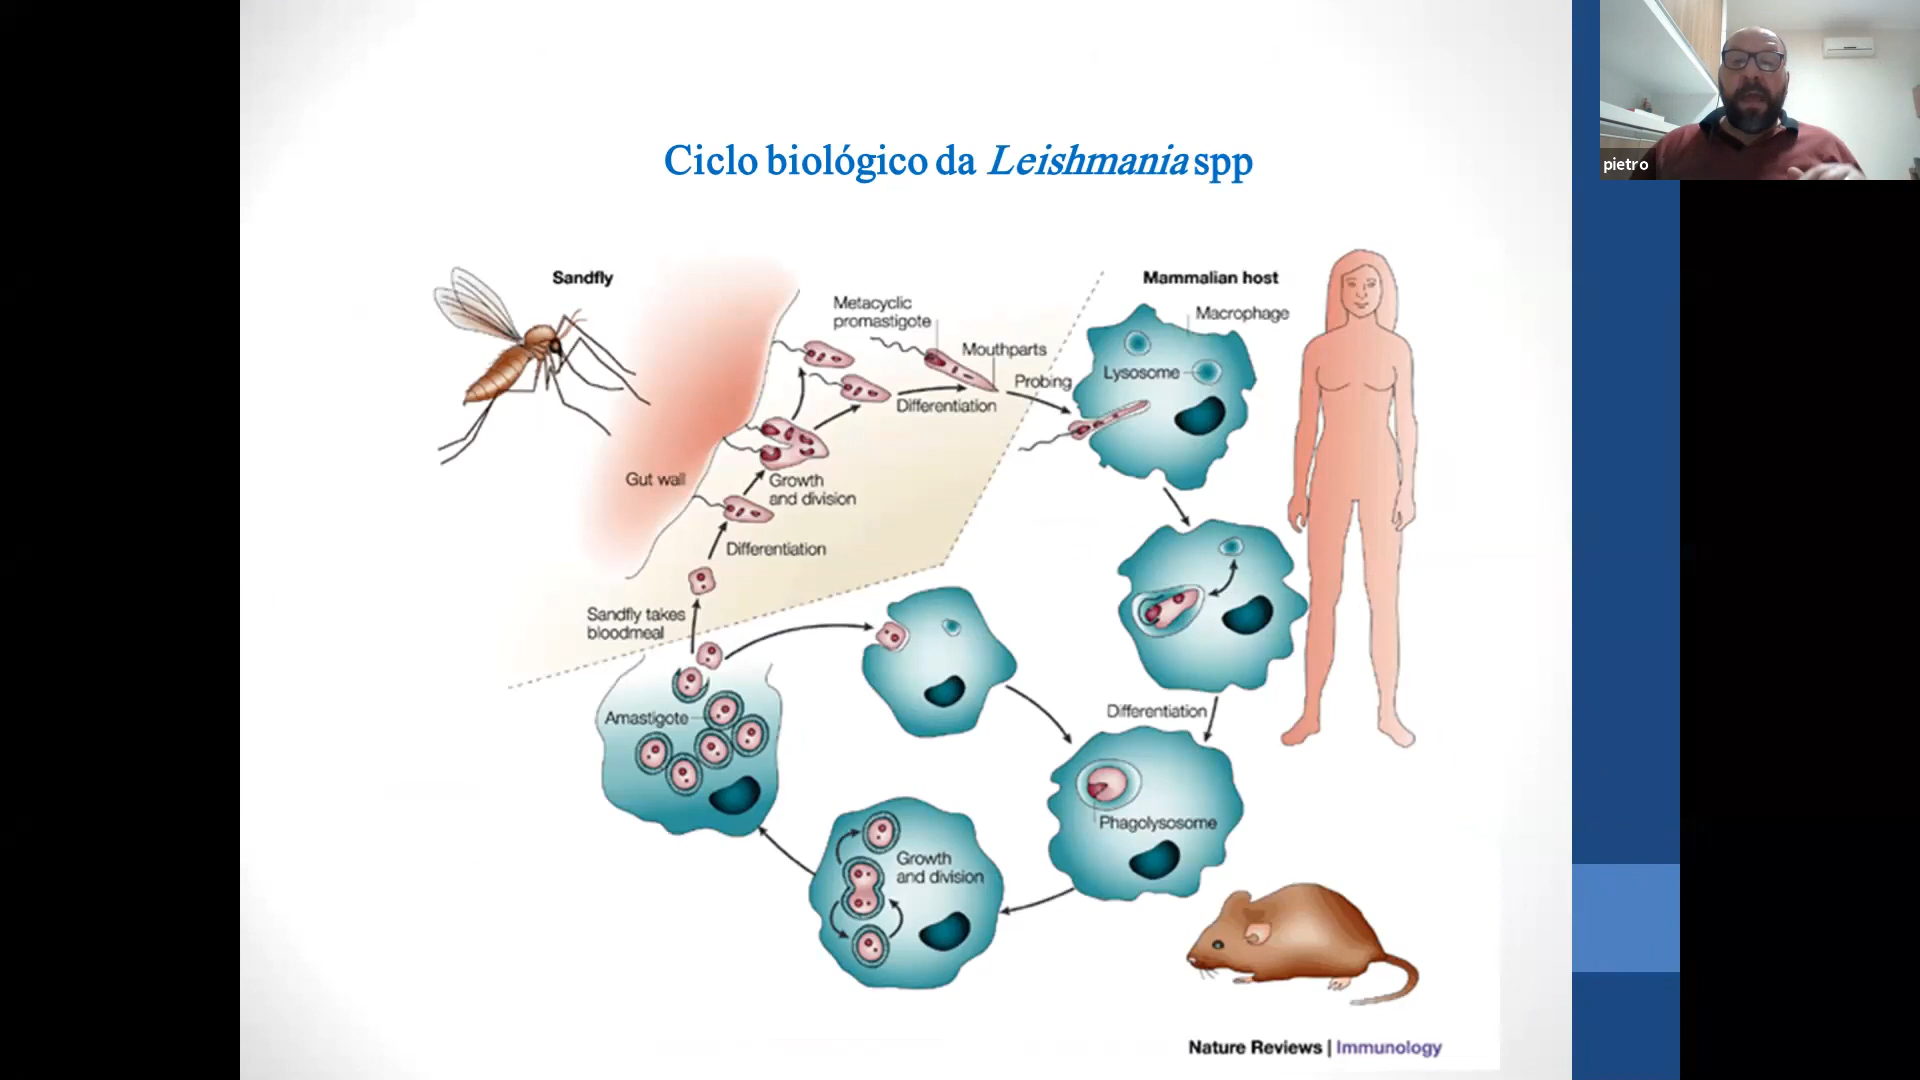 pietro
Ciclo biológico da Leishmania spp
Sandfly
Mammalian host
Metacyclic
promastigote
Macrophage
Mouthparts
Lysosome
Probing
Differentiation
Gut wall
Growth
and division
Differentiation
Sandfly takes
bloodmeal
Amastigote
Differentiation
Phagolysosome
Growth
and division
Nature Reviews | Immunology